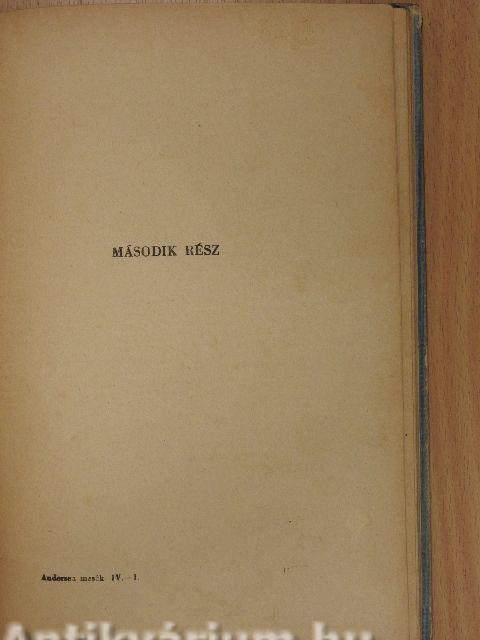 MÁSODIK RÉSZ
Andersen mesék IV.—1.
Antikvárium.hu